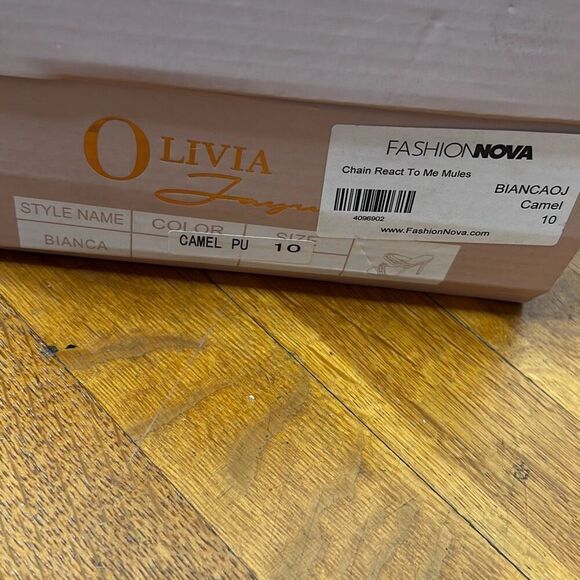 OLIVIA
FASHIONNOVA
Chain React To Me Mules
BIANCAOJ
Camel
10
4096902
www.FashionNova.com
STYLE NAME COLOR SIZE
BIANCA CAMEL PU 10